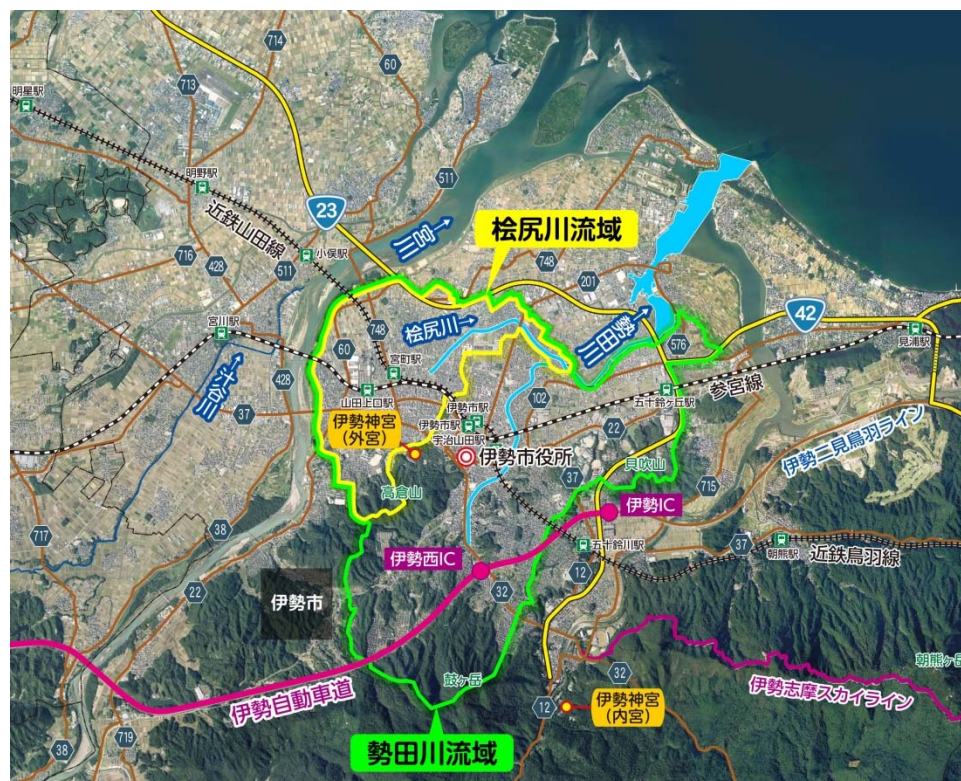 714
60
713
明星駅
明野駅
511
23
近鉄山田線
宮川
小俣駅
桧尻川流域
716
428
511
748
201
宮川駅
748
桧尻川
勢田川
42
576
見浦駅
60
宮町駅
汁谷川
428
山田上口駅
102
参宮線
五十鈴ヶ丘駅
37
伊勢神宮
(外宮)
伊勢市駅
伊勢市駅
宇治山田駅
22
伊勢二見鳥羽ライン
伊勢市役所
37
貝吹山
715
高倉山
伊勢IC
717
38
伊勢西IC
五十鈴川駅
37
朝熊駅
近鉄鳥羽線
12
22
伊勢市
32
鼓ヶ岳
32
朝熊ヶ岳
伊勢自動車道
12
伊勢神宮
(内宮)
伊勢志摩スカイライン
719
38
勢田川流域